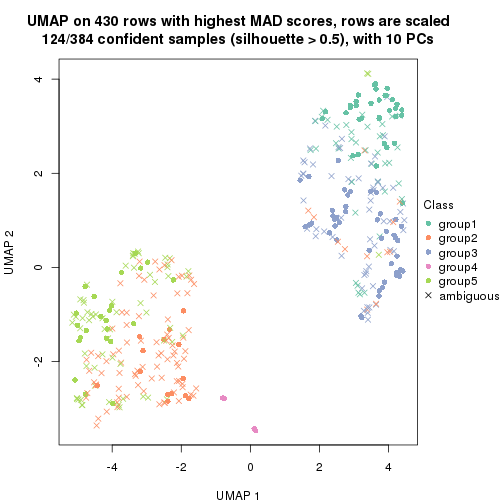 UMAP on 430 rows with highest MAD scores, rows are scaled
124/384 confident samples (silhouette > 0.5), with 10 PCs
4
2
0
-2
UMAP 2
-4
-2
0
2
4
UMAP 1
Class
group1
group2
group3
group4
group5
ambiguous